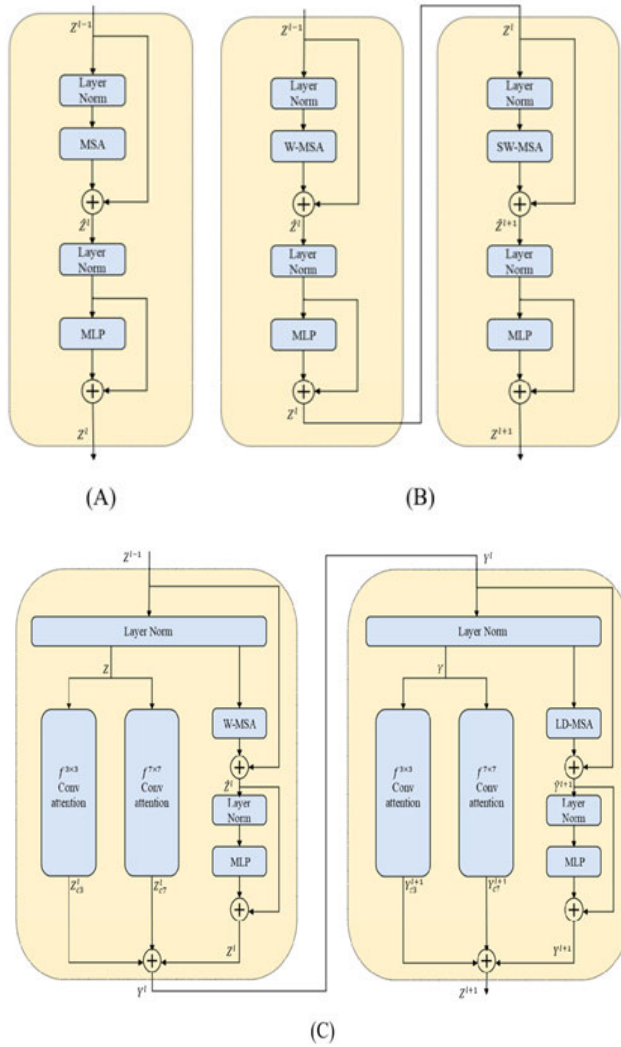 Z^{l-1}
Layer
Norm
MSA
+
Ẑ^l
Layer
Norm
MLP
+
Z^l
(A)
Z^{l-1}
Layer
Norm
W-MSA
+
Ẑ^l
Layer
Norm
MLP
+
Z^l
Z^l
Layer
Norm
SW-MSA
+
Ẑ^{l+1}
Layer
Norm
MLP
+
Z^{l+1}
(B)
Z^{l-1}
Layer Norm
Z
f^{3×3}
Conv
attention
f^{7×7}
Conv
attention
W-MSA
+
Ẑ^l
Layer
Norm
MLP
+
Z^l_{c3}
Z^l_{c7}
Z^l
+
Y^l
Y^l
Layer Norm
Y
f^{3×3}
Conv
attention
f^{7×7}
Conv
attention
LD-MSA
+
Ŷ^{l+1}
Layer
Norm
MLP
+
Y^{l+1}_{c3}
Y^{l+1}_{c7}
Y^{l+1}
+
Z^{l+1}
(C)